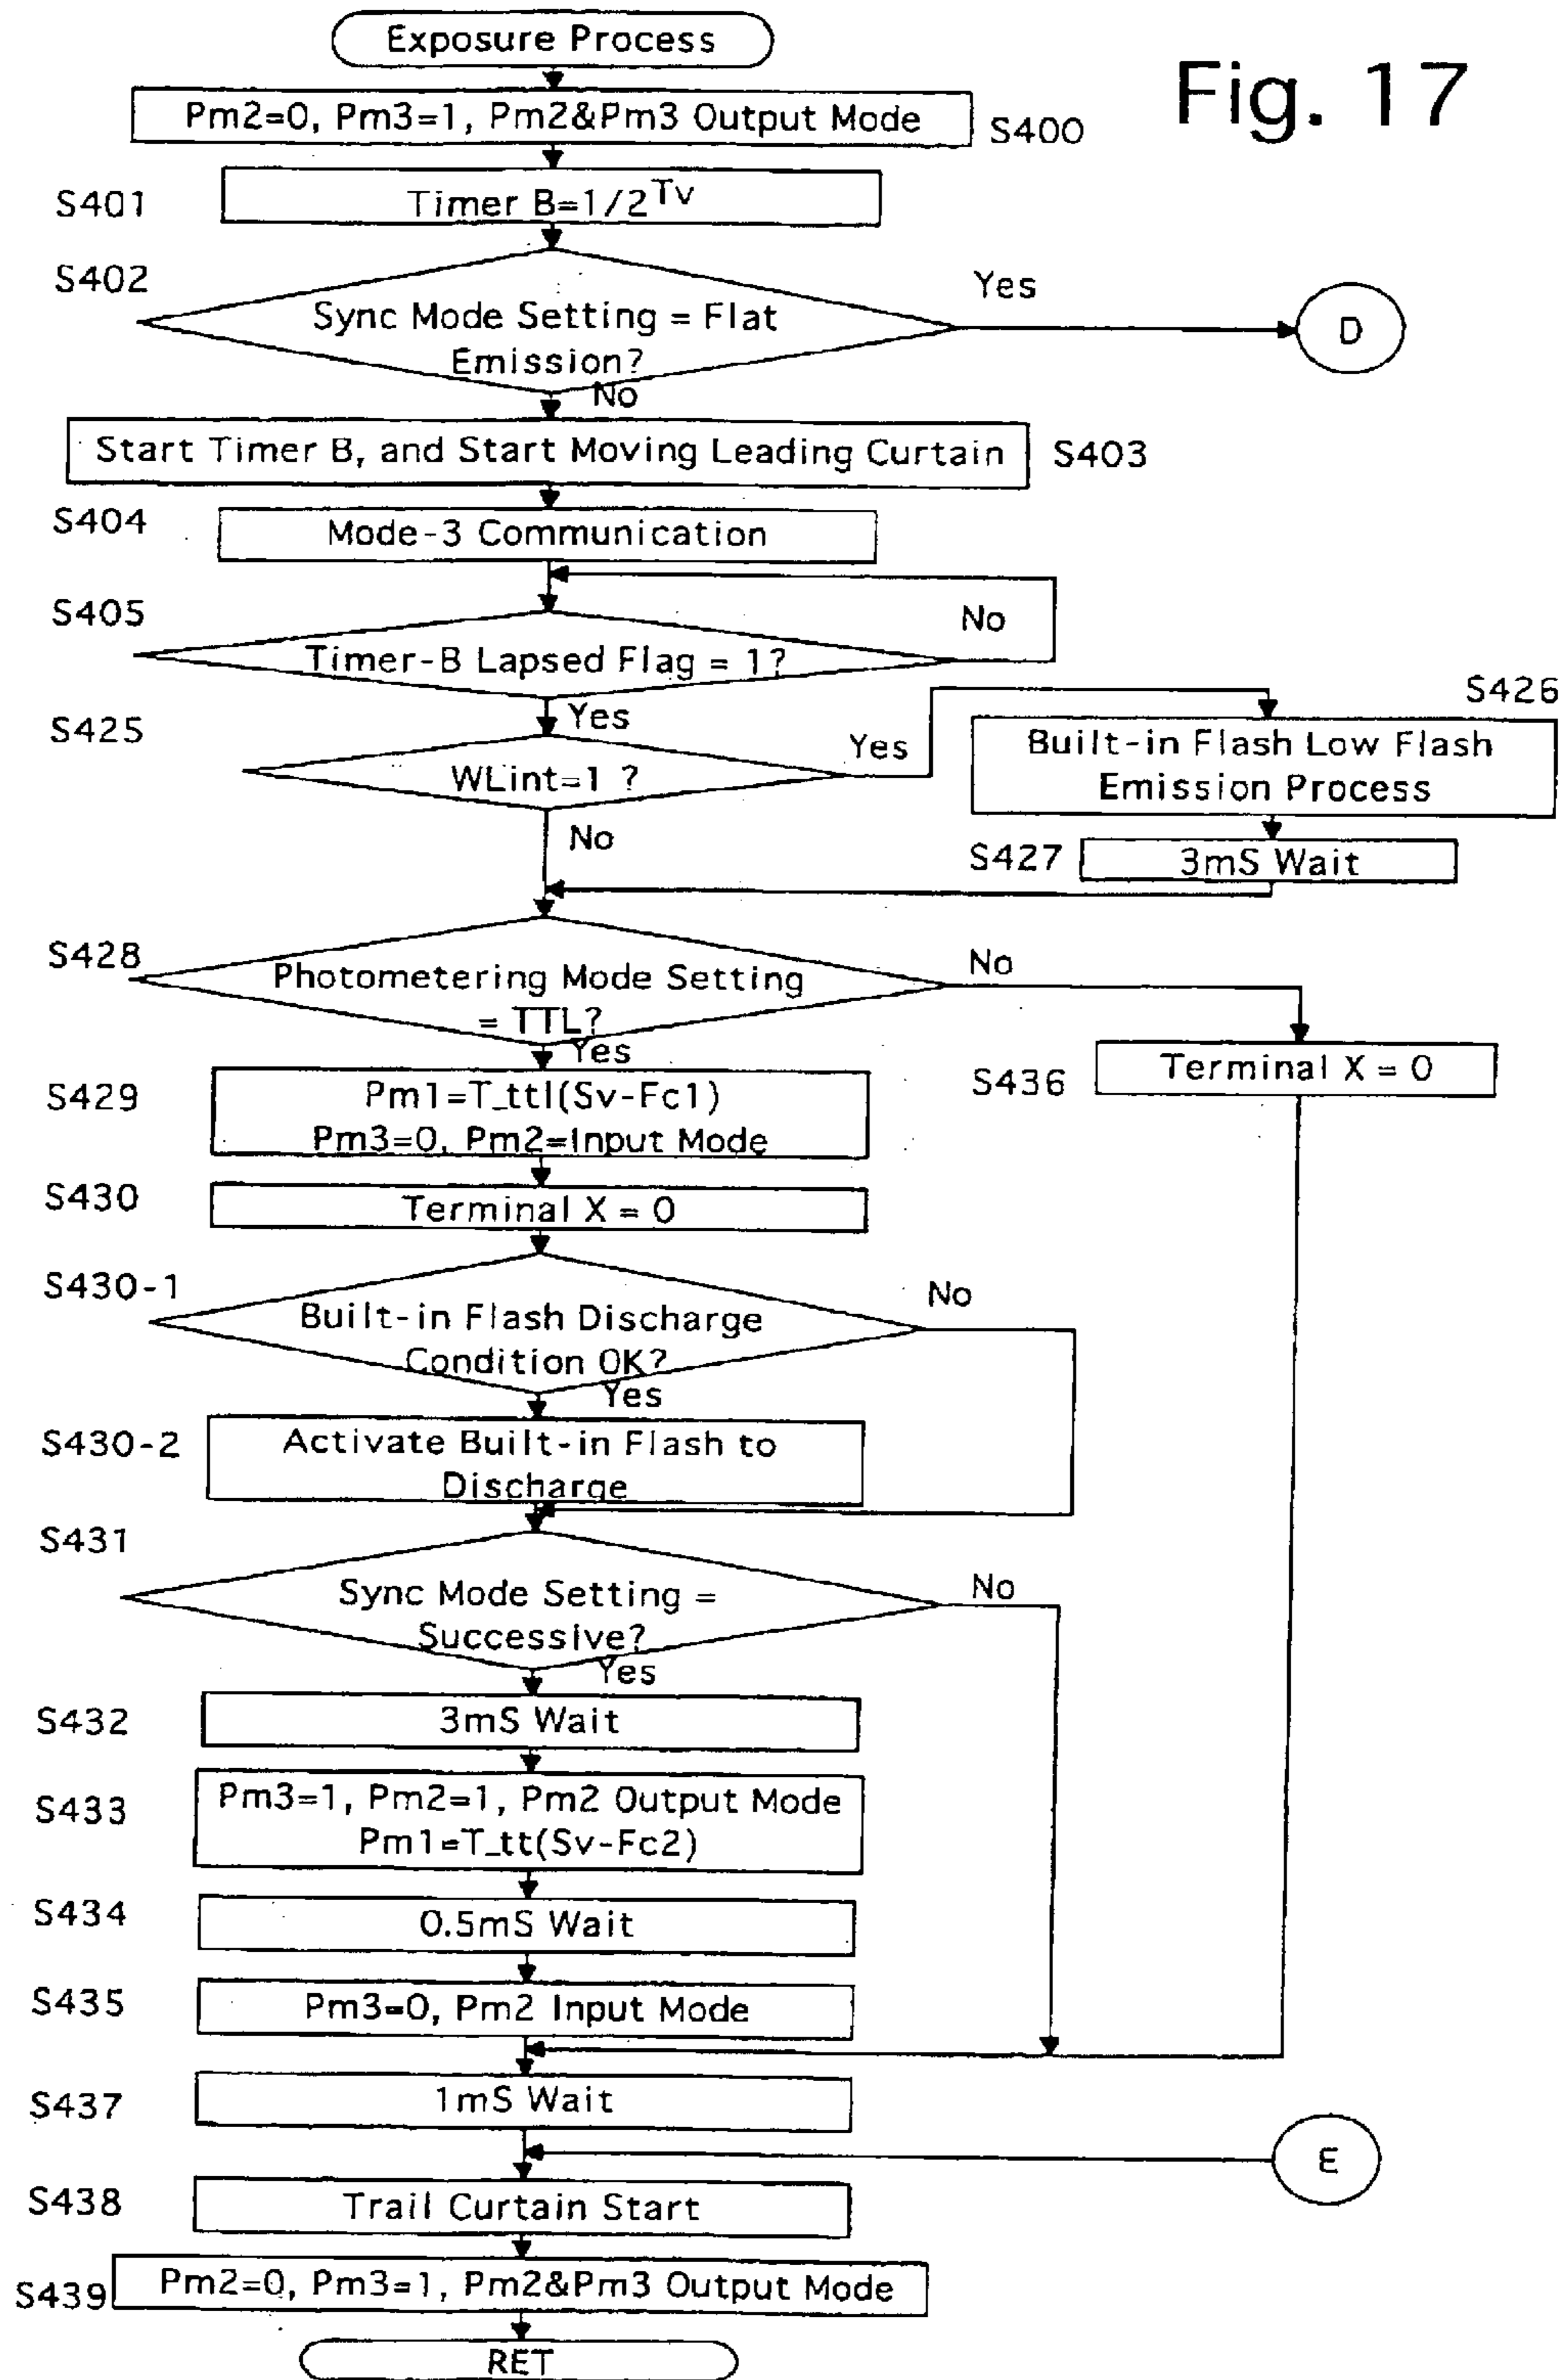 Exposure Process
Fig. 17
Pm2=0, Pm3=1, Pm2&Pm3 Output Mode
S400
S401
Timer B=1/2^Tv
S402
Sync Mode Setting = Flat
Emission?
Yes
D
No
Start Timer B, and Start Moving Leading Curtain
S403
S404
Mode-3 Communication
S405
No
Timer-B Lapsed Flag = 1?
S426
Yes
S425
WLint=1 ?
Yes
Built-in Flash Low Flash
Emission Process
No
S427
3mS Wait
S428
Photometering Mode Setting
= TTL?
No
Yes
S429
Pm1=T_ttl(Sv-Fc1)
Pm3=0, Pm2=Input Mode
S436
Terminal X = 0
S430
Terminal X = 0
S430-1
No
Built-in Flash Discharge
Condition OK?
Yes
S430-2
Activate Built-in Flash to
Discharge
S431
Sync Mode Setting =
Successive?
No
Yes
S432
3mS Wait
S433
Pm3=1, Pm2=1, Pm2 Output Mode
Pm1=T_tt(Sv-Fc2)
S434
0.5mS Wait
S435
Pm3=0, Pm2 Input Mode
S437
1mS Wait
E
S438
Trail Curtain Start
S439
Pm2=0, Pm3=1, Pm2&Pm3 Output Mode
RET